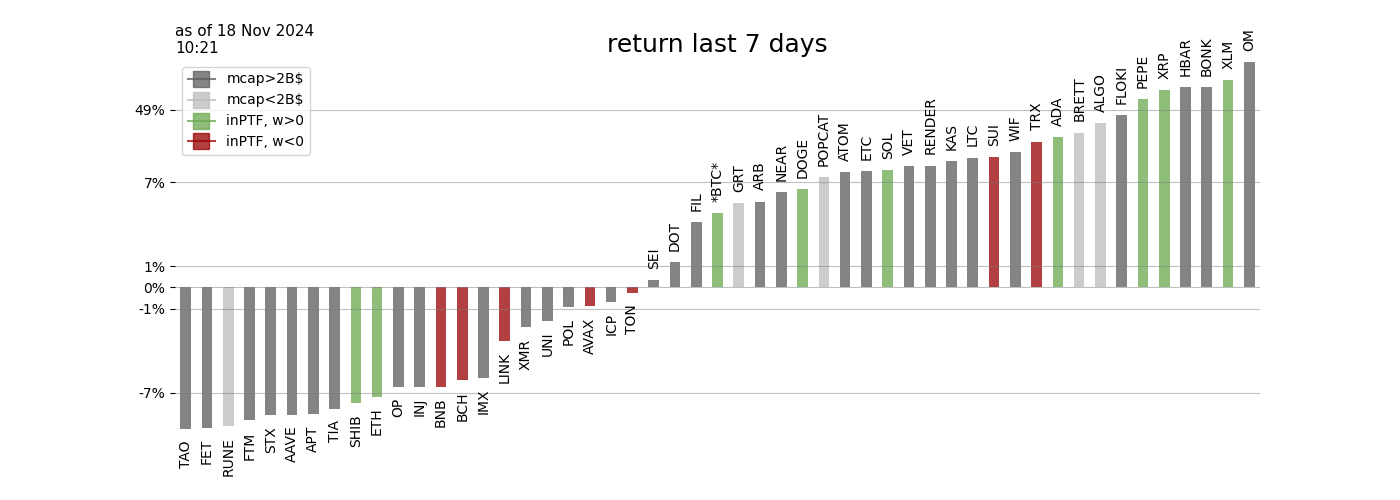 as of 18 Nov 2024
10:21
return last 7 days
mcap>2B$
mcap<2B$
inPTF, w>0
inPTF, w<0
49%
7%
1%
0%
-1%
-7%
TAO
FET
RUNE
FTM
STX
AAVE
APT
TIA
SHIB
ETH
OP
INJ
BNB
BCH
IMX
LINK
XMR
UNI
POL
AVAX
ICP
TON
SEI
DOT
FIL
*BTC*
GRT
ARB
NEAR
DOGE
POPCAT
ATOM
ETC
SOL
VET
RENDER
KAS
LTC
SUI
WIF
TRX
ADA
BRETT
ALGO
FLOKI
PEPE
XRP
HBAR
BONK
XLM
OM